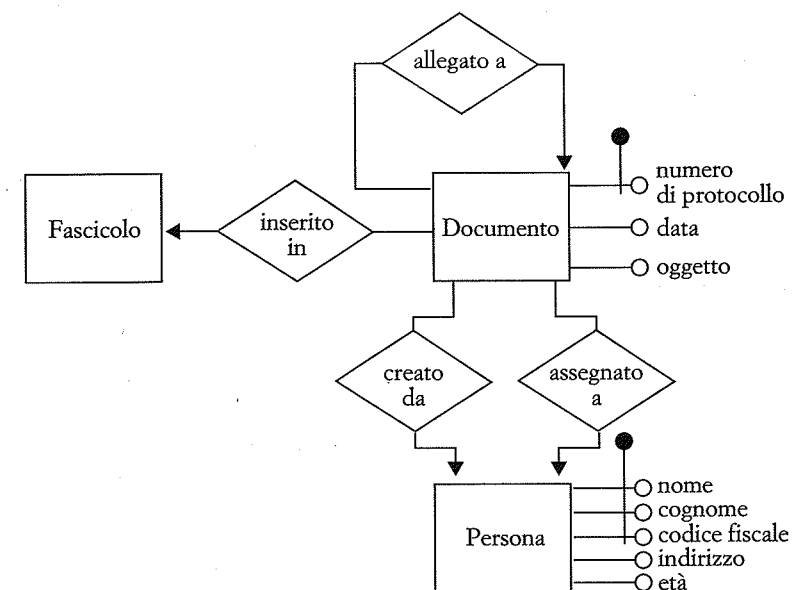 allegato a
numero
di protocollo
Fascicolo
inserito
in
Documento
data
oggetto
creato
da
assegnato
a
nome
cognome
codice fiscale
indirizzo
età
Persona